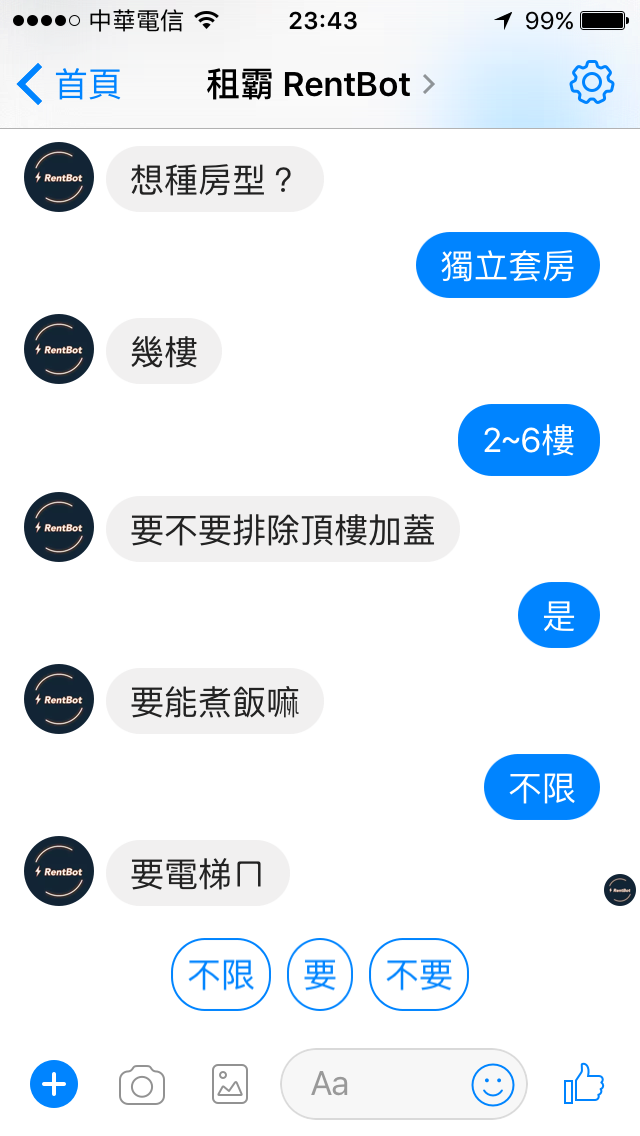 中華電信 23:43 99%
首頁 租霸 RentBot
RentBot 想種房型？
獨立套房
RentBot 幾樓
2~6樓
RentBot 要不要排除頂樓加蓋
是
RentBot 要能煮飯嘛
不限
RentBot 要電梯ㄇ
RentBot
不限 要 不要
Aa